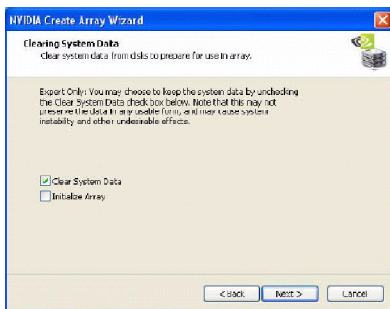 NVIDIA Create Array Wizard
Clearing System Data
Clear system data from disks to prepare for use in array.
Expert Only: You may choose to keep the system data by unchecking
the Clear System Data check box below. Note that this may not
preserve the data in any usable form, and may cause system
instability and other undesirable effects.
Clear System Data
Initialize Array
< Back
Next >
Cancel